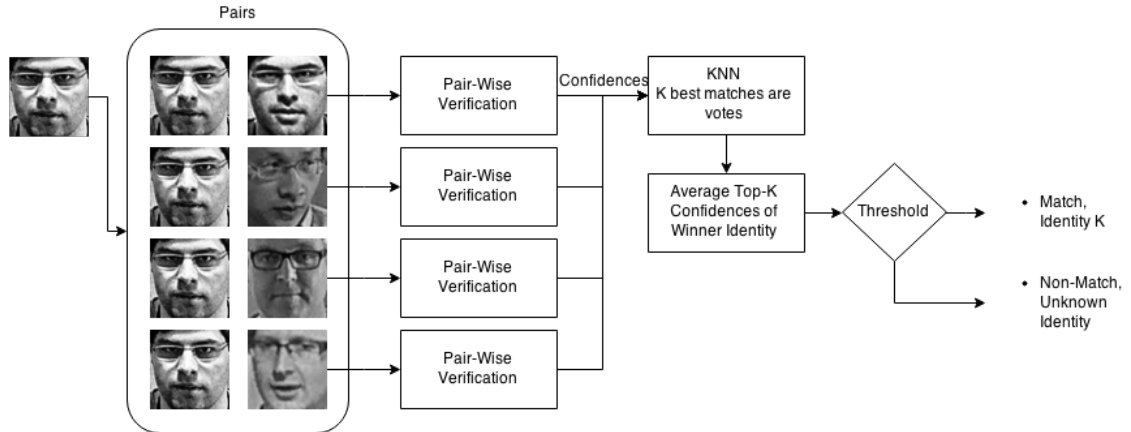 Pairs
Pair-Wise
Verification
Confidences
KNN
K best matches are
votes
Pair-Wise
Verification
Average Top-K
Confidences of
Winner Identity
Threshold
Match,
Identity K
Pair-Wise
Verification
Non-Match,
Unknown
Identity
Pair-Wise
Verification